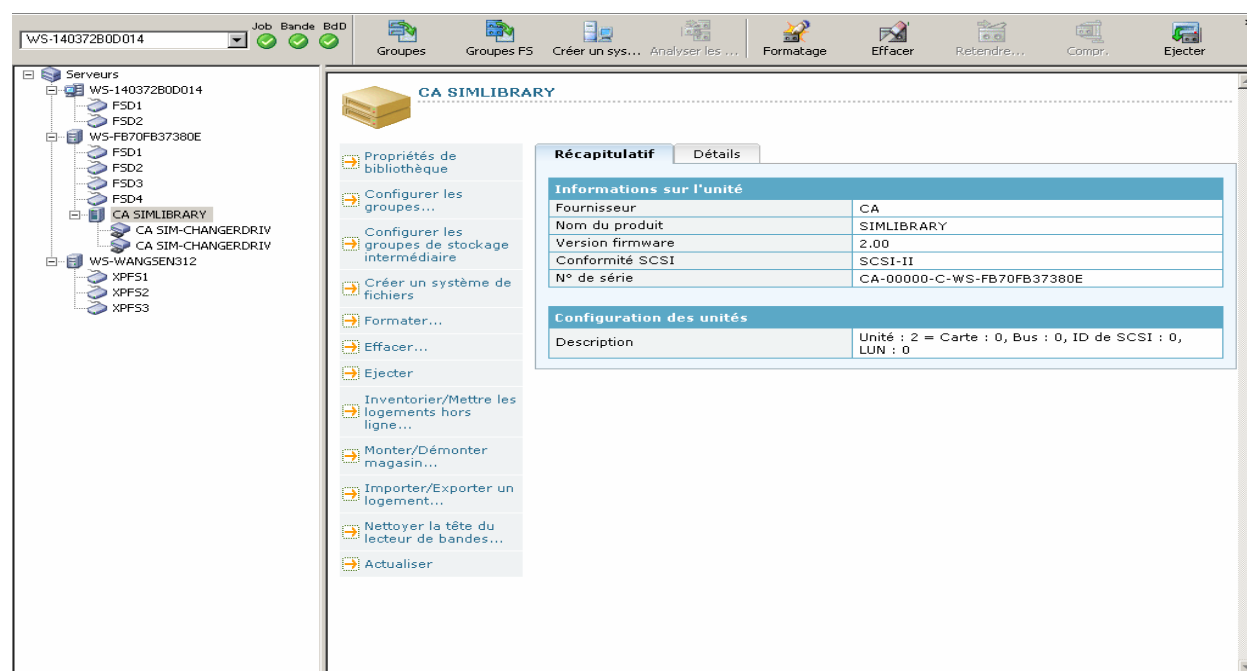 WS-140372B0D014
Job Bande BdD
Groupes
Groupes FS
Créer un sys...
Analyser les ...
Formatage
Effacer
Retendre...
Compr.
Ejecter
Serveurs
WS-140372B0D014
FSD1
FSD2
WS-FB70FB37380E
FSD1
FSD2
FSD3
FSD4
CA SIMLIBRARY
CA SIM-CHANGERDRIV
CA SIM-CHANGERDRIV
WS-WANGSEN312
XPFS1
XPFS2
XPFS3
CA SIMLIBRARY
Propriétés de
bibliothèque
Configurer les
groupes...
Configurer les
groupes de stockage
intermédiaire
Créer un système de
fichiers
Formater...
Effacer...
Ejecter
Inventorier/Mettre les
logements hors
ligne...
Monter/Démonter
magasin...
Importer/Exporter un
logement...
Nettoyer la tête du
lecteur de bandes...
Actualiser
Récapitulatif
Détails
Informations sur l'unité
Fournisseur CA
Nom du produit SIMLIBRARY
Version firmware 2.00
Conformité SCSI SCSI-II
N° de série CA-00000-C-WS-FB70FB37380E
Configuration des unités
Description Unité : 2 = Carte : 0, Bus : 0, ID de SCSI : 0,
LUN : 0